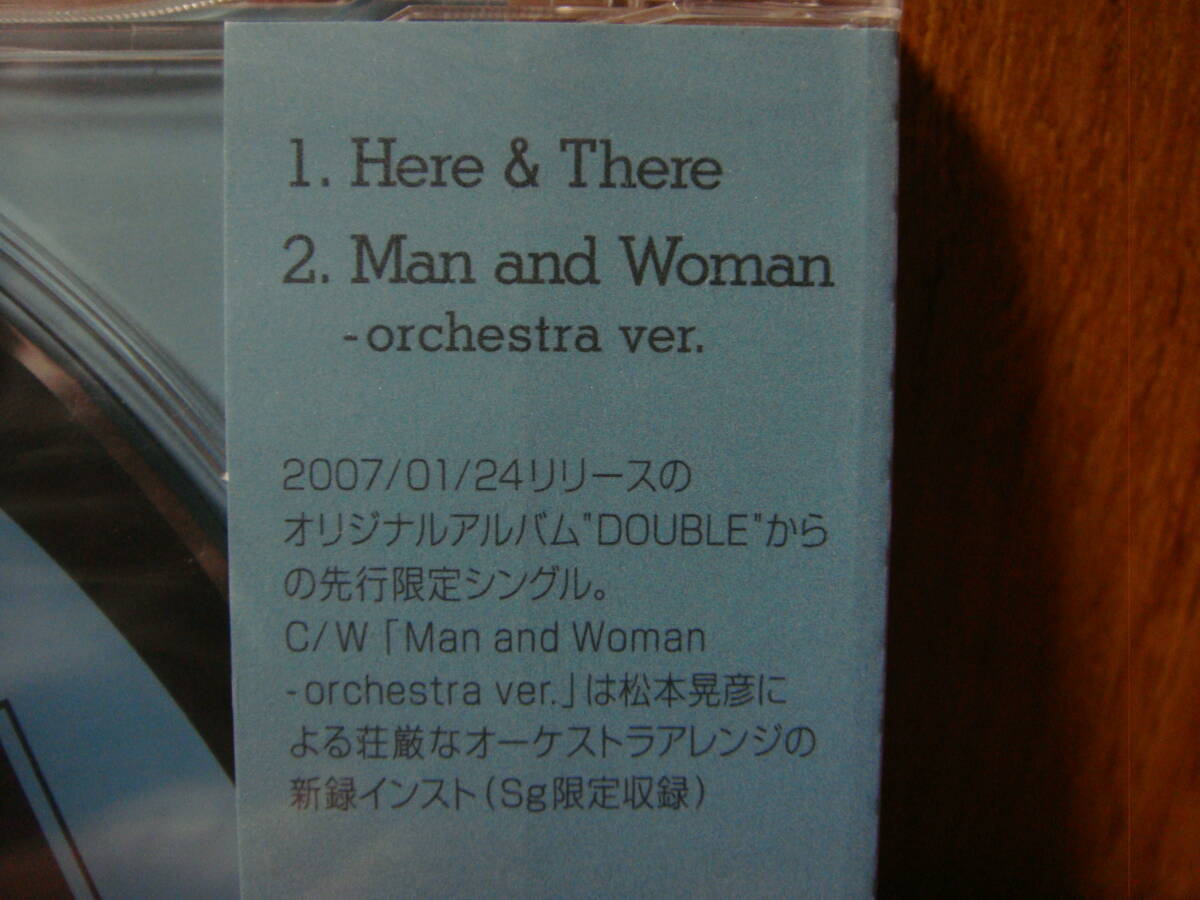 1. Here & There
2. Man and Woman
-orchestra ver.
2007/01/24リリースの
オリジナルアルバム"DOUBLE"から
の先行限定シングル。
C/W「Man and Woman
-orchestra ver.」は松本晃彦に
よる荘厳なオーケストラアレンジの
新録インスト(Sg限定収録)